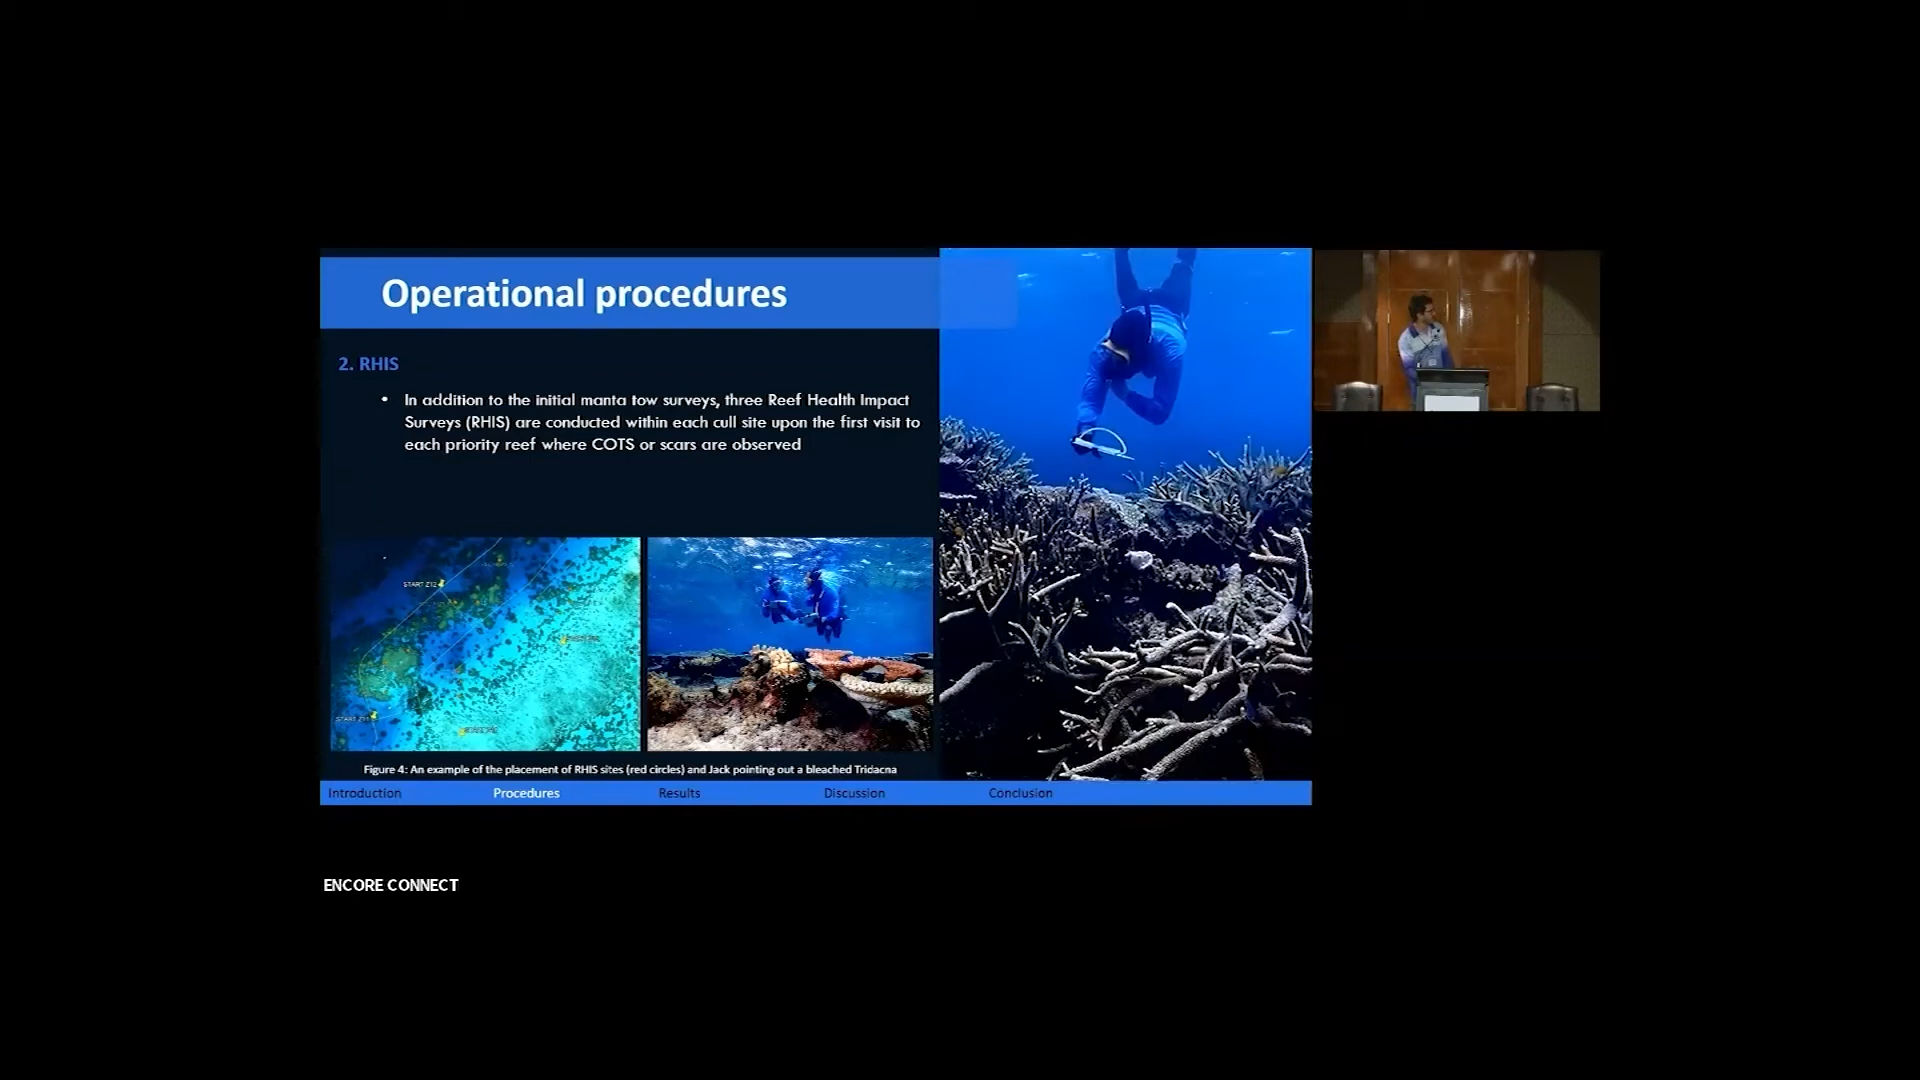 Operational procedures
2. RHIS
• In addition to the initial manta tow surveys, three Reef Health Impact
Surveys (RHIS) are conducted within each cull site upon the first visit to
each priority reef where COTS or scars are observed
START Z12
START Z11
Figure 4: An example of the placement of RHIS sites (red circles) and Jack pointing out a bleached Tridacna
Introduction Procedures Results Discussion Conclusion
ENCORE CONNECT